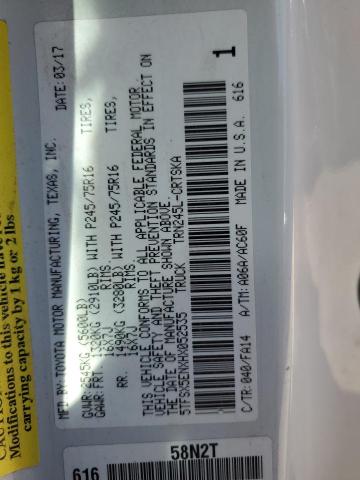 MFD.BY:TOYOTA MOTOR MANUFACTURING, TEXAS, INC. DATE: 03/17
GVWR: 2545KG(5600LB)
GAWR: FRT. 1320KG (2910LB) WITH P245/75R16 TIRES,
16x7J RIMS
RR. 1490KG (3280LB) WITH P245/75R16 TIRES,
16x7J RIMS
THIS VEHICLE CONFORMS TO ALL APPLICABLE FEDERAL MOTOR
VEHICLE SAFETY AND THEFT PREVENTION STANDARDS IN EFFECT ON
THE DATE OF MANUFACTURE SHOWN ABOVE.
5TFSX5ENXHX052535 TRUCK TRN245L-CRTSKA
1
C/TR: 040/FA14 A/TM: A06A/AC60F MADE IN U.S.A. 616
616 58N2T
CAUTION
Modifications to this vehicle have
carrying capacity by 1 kg or 2 lbs